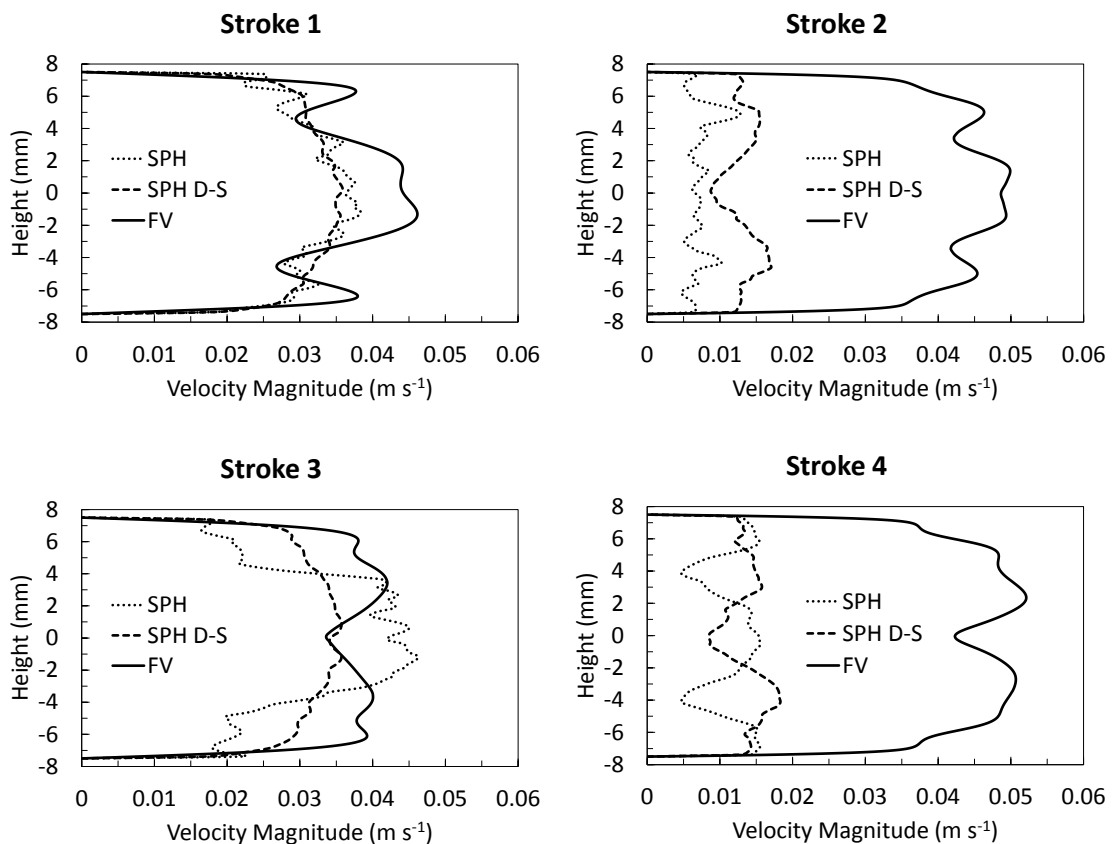 Stroke 1
8
6
4
2
0
-2
-4
-6
-8
Height (mm)
SPH
SPH D-S
FV
0 0.01 0.02 0.03 0.04 0.05 0.06
Velocity Magnitude (m s⁻¹)
Stroke 2
8
6
4
2
0
-2
-4
-6
-8
Height (mm)
SPH
SPH D-S
FV
0 0.01 0.02 0.03 0.04 0.05 0.06
Velocity Magnitude (m s⁻¹)
Stroke 3
8
6
4
2
0
-2
-4
-6
-8
Height (mm)
SPH
SPH D-S
FV
0 0.01 0.02 0.03 0.04 0.05 0.06
Velocity Magnitude (m s⁻¹)
Stroke 4
8
6
4
2
0
-2
-4
-6
-8
Height (mm)
SPH
SPH D-S
FV
0 0.01 0.02 0.03 0.04 0.05 0.06
Velocity Magnitude (m s⁻¹)